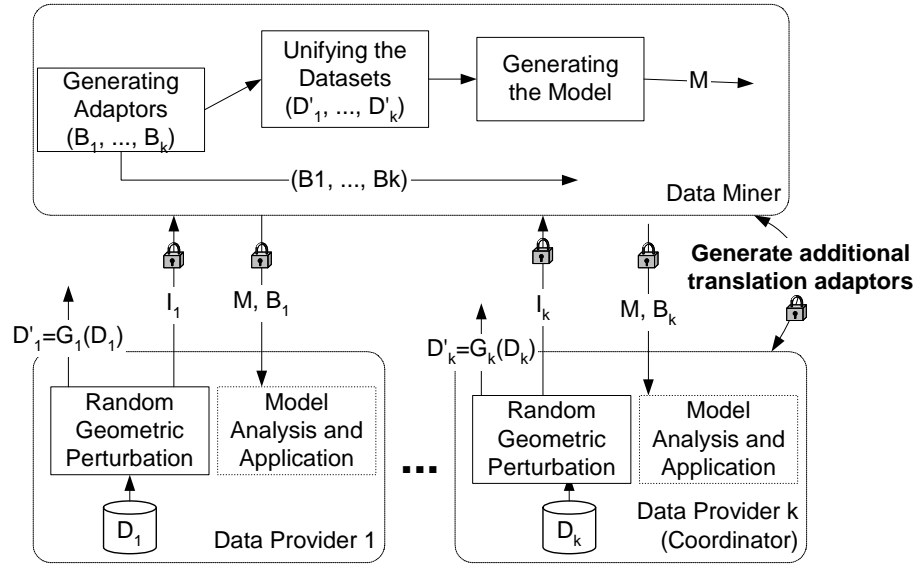 Generating
Adaptors
(B₁, ..., Bₖ)
Unifying the
Datasets
(D'₁, ..., D'ₖ)
Generating
the Model
M
(B1, ..., Bk)
Data Miner
I₁
M, B₁
Iₖ
M, Bₖ
Generate additional
translation adaptors
D'₁=G₁(D₁)
D'ₖ=Gₖ(Dₖ)
Random
Geometric
Perturbation
Model
Analysis and
Application
D₁
Data Provider 1
...
Random
Geometric
Perturbation
Model
Analysis and
Application
Dₖ
Data Provider k
(Coordinator)